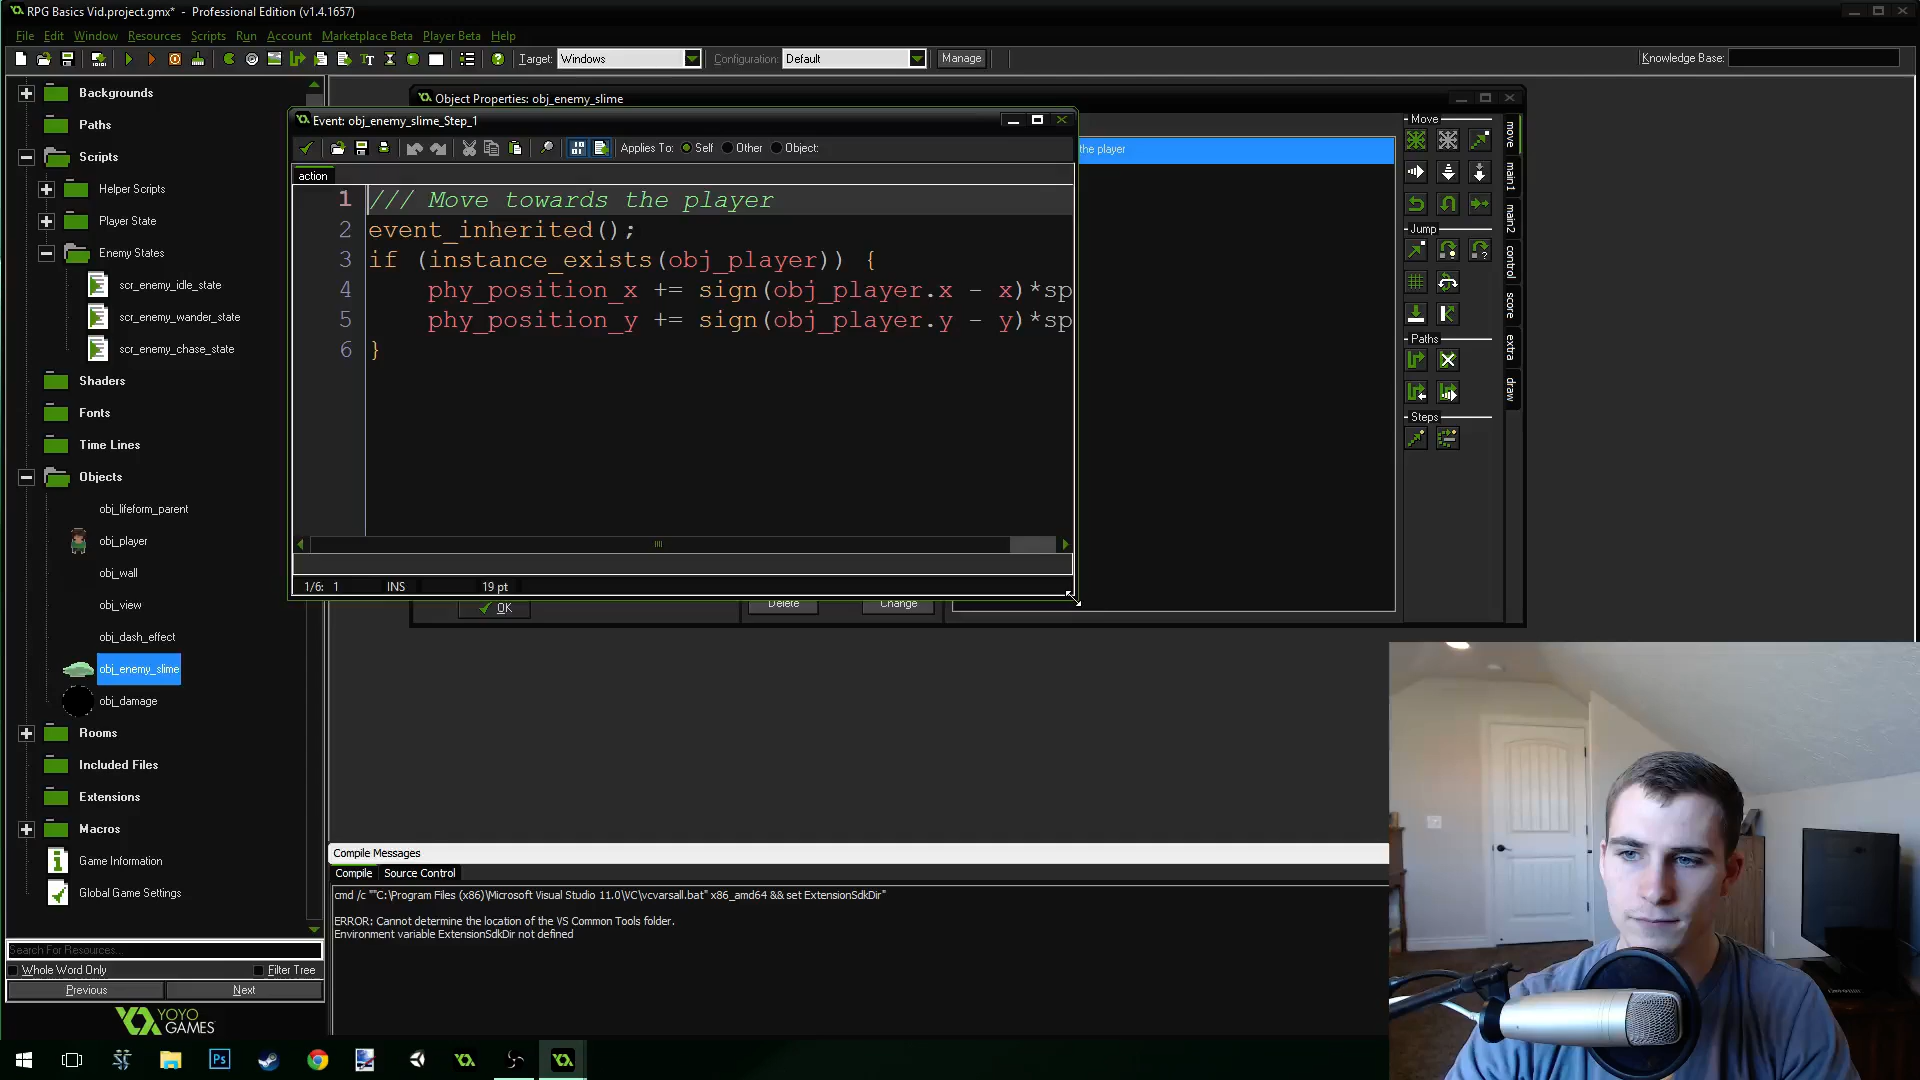 RPG Basics Vid.project.gmx* - Professional Edition (v1.4.1657)
File Edit Window Resources Scripts Run Account Marketplace Beta Player Beta Help
Target: Windows Configuration: Default Manage Knowledge Base:
Backgrounds
Paths
Scripts
Helper Scripts
Player State
Enemy States
scr_enemy_idle_state
scr_enemy_wander_state
scr_enemy_chase_state
Shaders
Fonts
Time Lines
Objects
obj_lifeform_parent
obj_player
obj_wall
obj_view
obj_dash_effect
obj_enemy_slime
obj_damage
Rooms
Included Files
Extensions
Macros
Game Information
Global Game Settings
Search For Resources...
Whole Word Only Filter Tree
Previous Next
YOYO
GAMES
Object Properties: obj_enemy_slime
the player
Event: obj_enemy_slime_Step_1
Applies To: Self Other Object:
action
1 /// Move towards the player
2 event_inherited();
3 if (instance_exists(obj_player)) {
4 phy_position_x += sign(obj_player.x - x)*sp
5 phy_position_y += sign(obj_player.y - y)*sp
6 }
1/6: 1 INS 19 pt
OK Delete Change
Move
Jump
Paths
Steps
move
main1
main2
control
score
extra
draw
Compile Messages
Compile Source Control
cmd /c ""C:\Program Files (x86)\Microsoft Visual Studio 11.0\VC\vcvarsall.bat" x86_amd64 && set ExtensionSdkDir"
ERROR: Cannot determine the location of the VS Common Tools folder.
Environment variable ExtensionSdkDir not defined
Ps